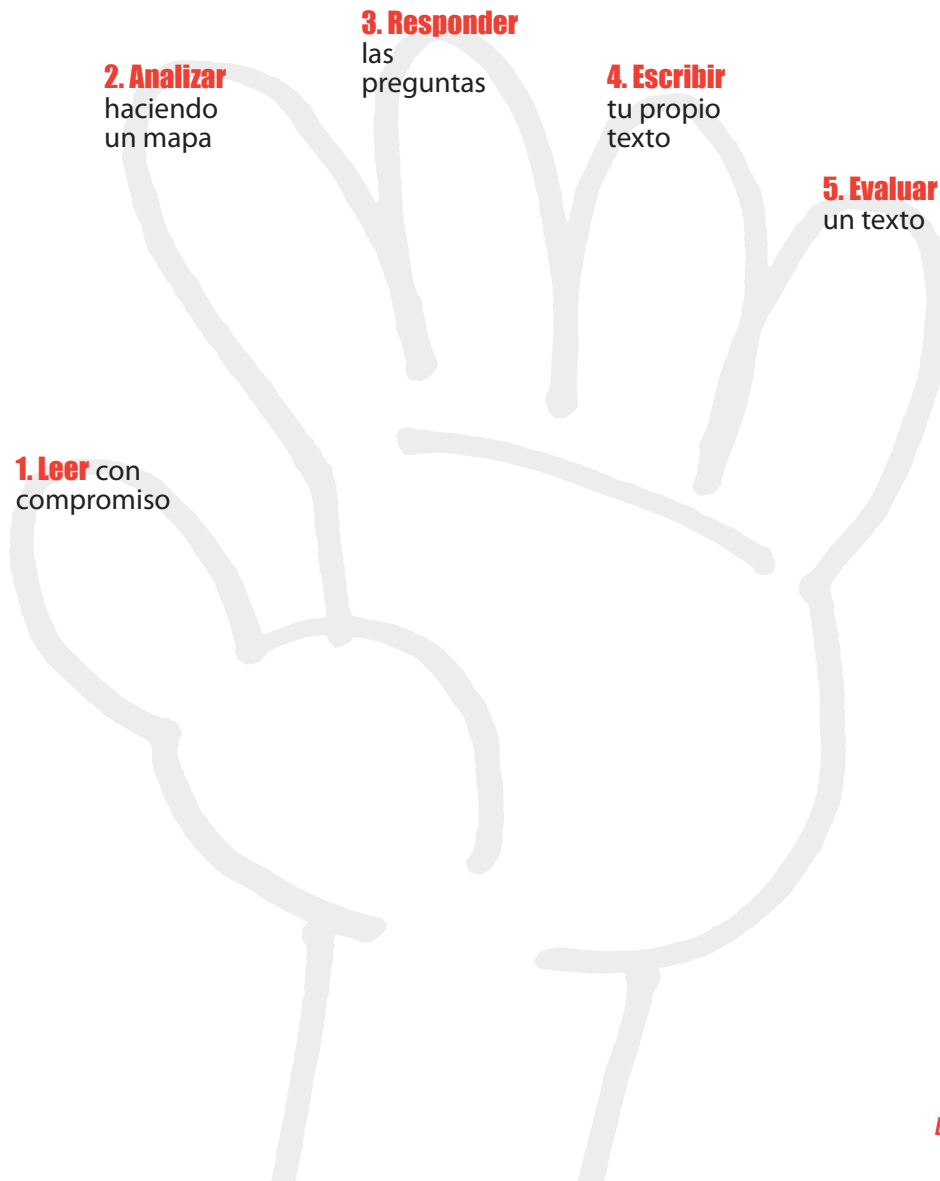 3. Responder
las
preguntas
2. Analizar
haciendo
un mapa
4. Escribir
tu propio
texto
5. Evaluar
un texto
1. Leer con
compromiso